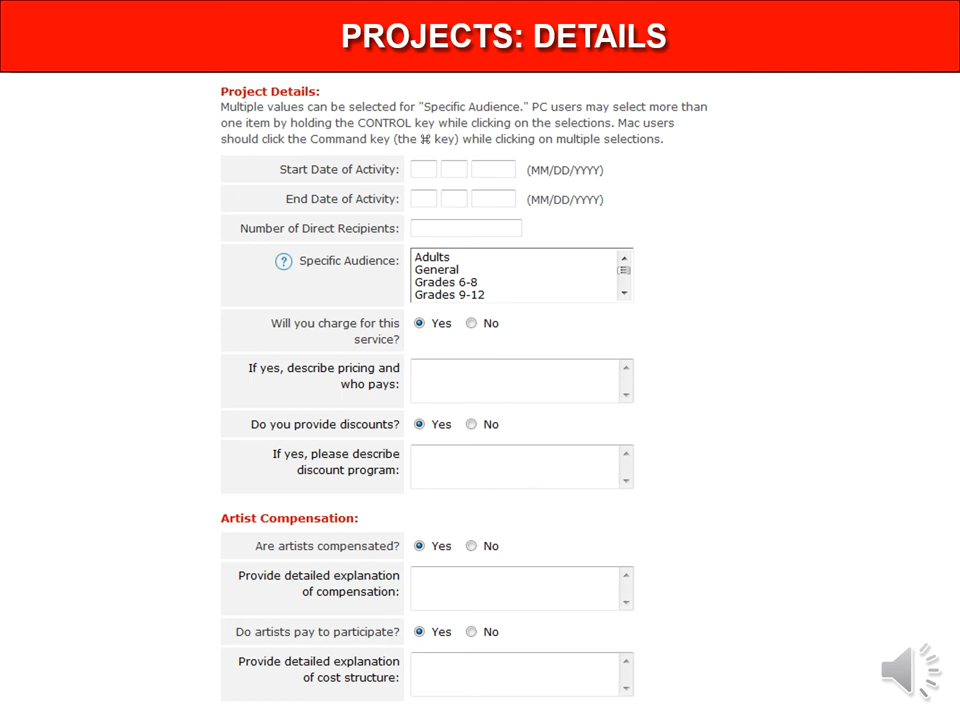 PROJECTS: DETAILS
Project Details:
Multiple values can be selected for "Specific Audience." PC users may select more than
one item by holding the CONTROL key while clicking on the selections. Mac users
should click the Command key (the ⌘ key) while clicking on multiple selections.
Start Date of Activity: (MM/DD/YYYY)
End Date of Activity: (MM/DD/YYYY)
Number of Direct Recipients:
? Specific Audience:
Adults
General
Grades 6-8
Grades 9-12
Will you charge for this
service?
Yes No
If yes, describe pricing and
who pays:
Do you provide discounts? Yes No
If yes, please describe
discount program:
Artist Compensation:
Are artists compensated? Yes No
Provide detailed explanation
of compensation:
Do artists pay to participate? Yes No
Provide detailed explanation
of cost structure: